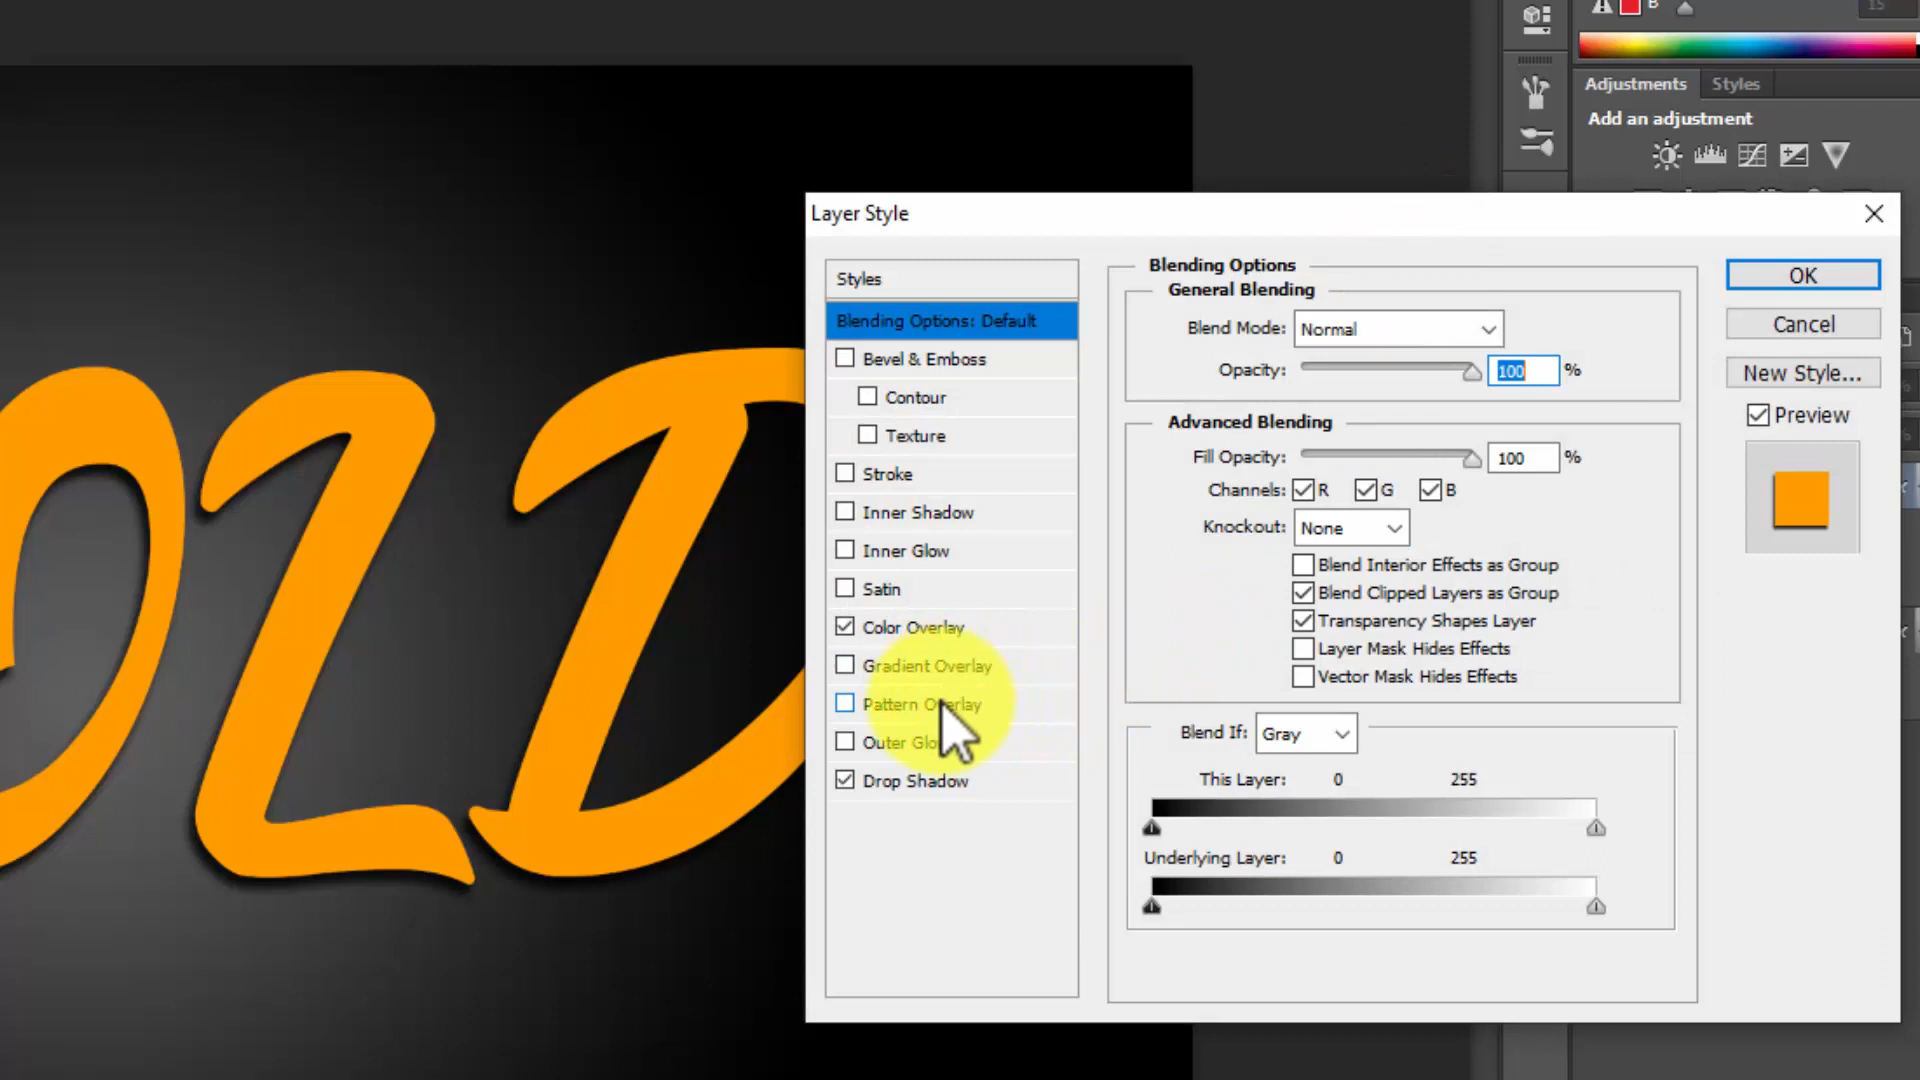 B
15
Adjustments Styles
Add an adjustment
OLD
Layer Style
Styles
Blending Options: Default
Bevel & Emboss
Contour
Texture
Stroke
Inner Shadow
Inner Glow
Satin
Color Overlay
Gradient Overlay
Pattern Overlay
Outer Glow
Drop Shadow
Blending Options
General Blending
Blend Mode: Normal
Opacity: 100 %
Advanced Blending
Fill Opacity: 100 %
Channels: R G B
Knockout: None
Blend Interior Effects as Group
Blend Clipped Layers as Group
Transparency Shapes Layer
Layer Mask Hides Effects
Vector Mask Hides Effects
Blend If: Gray
This Layer: 0 255
Underlying Layer: 0 255
OK
Cancel
New Style...
Preview